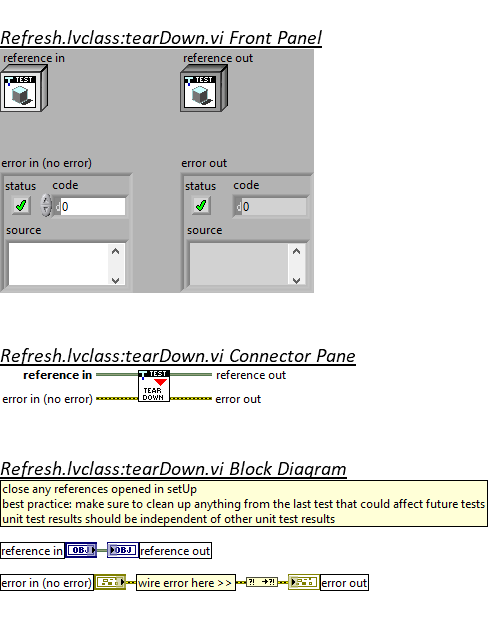 Refresh.lvclass:tearDown.vi Front Panel
reference in
reference out
TEST
TEST
error in (no error)
error out
status code
status code
d0
d0
source
source
Refresh.lvclass:tearDown.vi Connector Pane
reference in
TEST
reference out
error in (no error)
TEAR
DOWN
error out
Refresh.lvclass:tearDown.vi Block Diagram
close any references opened in setUp
best practice: make sure to clean up anything from the last test that could affect future tests
unit test results should be independent of other unit test results
reference in OBJ OBJ reference out
error in (no error) wire error here >> ?! →?! error out